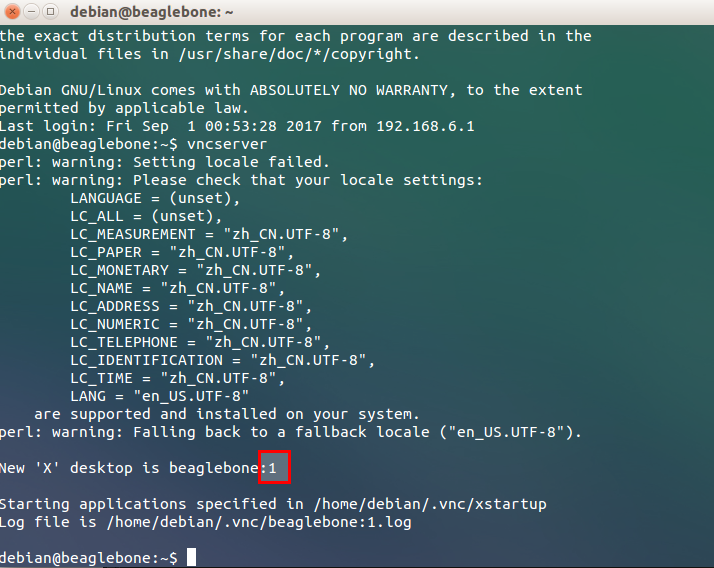 debian@beaglebone: ~
the exact distribution terms for each program are described in the
individual files in /usr/share/doc/*/copyright.
Debian GNU/Linux comes with ABSOLUTELY NO WARRANTY, to the extent
permitted by applicable law.
Last login: Fri Sep  1 00:53:28 2017 from 192.168.6.1
debian@beaglebone:~$ vncserver
perl: warning: Setting locale failed.
perl: warning: Please check that your locale settings:
        LANGUAGE = (unset),
        LC_ALL = (unset),
        LC_MEASUREMENT = "zh_CN.UTF-8",
        LC_PAPER = "zh_CN.UTF-8",
        LC_MONETARY = "zh_CN.UTF-8",
        LC_NAME = "zh_CN.UTF-8",
        LC_ADDRESS = "zh_CN.UTF-8",
        LC_NUMERIC = "zh_CN.UTF-8",
        LC_TELEPHONE = "zh_CN.UTF-8",
        LC_IDENTIFICATION = "zh_CN.UTF-8",
        LC_TIME = "zh_CN.UTF-8",
        LANG = "en_US.UTF-8"
    are supported and installed on your system.
perl: warning: Falling back to a fallback locale ("en_US.UTF-8").
New 'X' desktop is beaglebone:1
Starting applications specified in /home/debian/.vnc/xstartup
Log file is /home/debian/.vnc/beaglebone:1.log
debian@beaglebone:~$